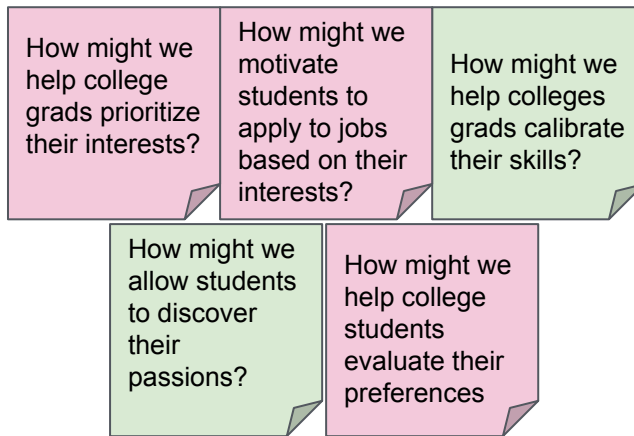 How might we
help college
grads prioritize
their interests?
How might we
motivate
students to
apply to jobs
based on their
interests?
How might we
help colleges
grads calibrate
their skills?
How might we
allow students
to discover
their
passions?
How might we
help college
students
evaluate their
preferences